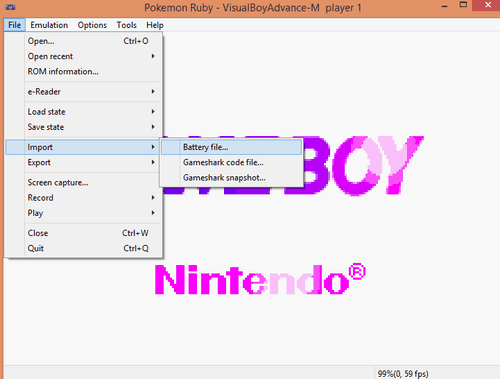 Pokemon Ruby - VisualBoyAdvance-M player 1
File Emulation Options Tools Help
Open... Ctrl+O
Open recent
ROM information...
e-Reader
Load state
Save state
Import
Battery file...
Export
Gameshark code file...
Gameshark snapshot...
Screen capture...
Record
Play
Close Ctrl+W
Quit Ctrl+Q
BOY
Nintendo®
99%(0, 59 fps)